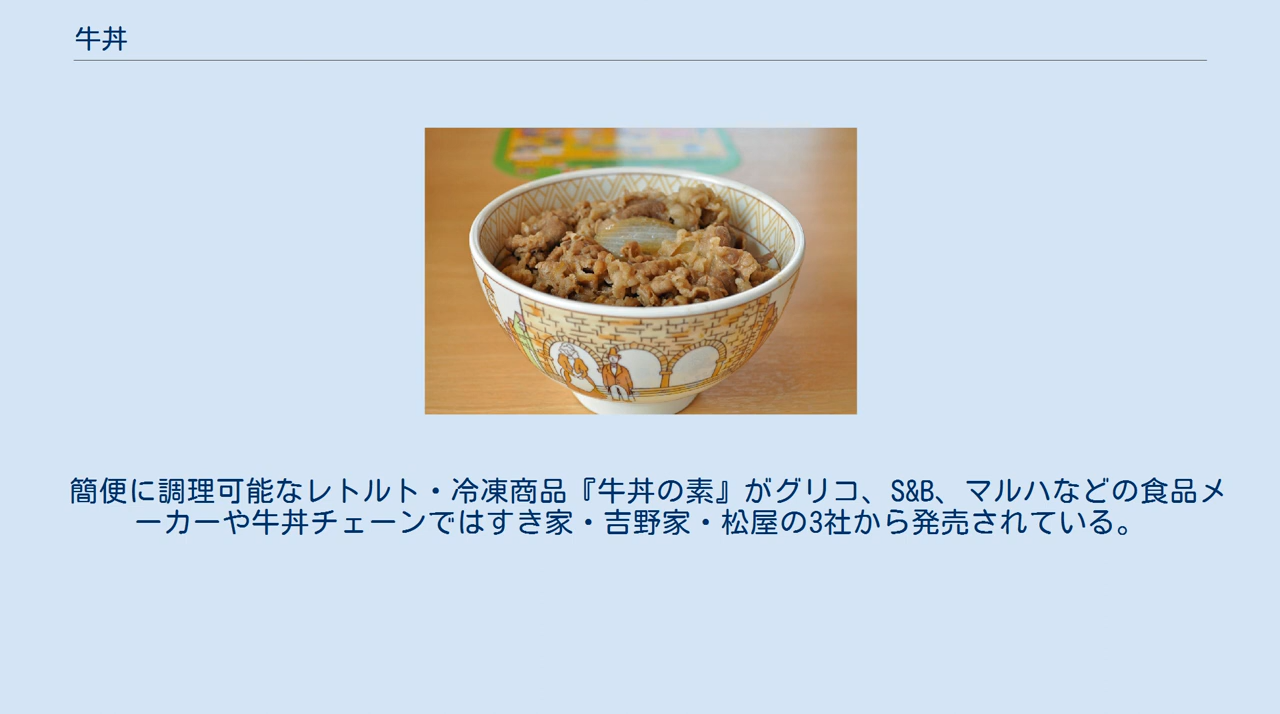 牛丼
簡便に調理可能なレトルト・冷凍商品『牛丼の素』がグリコ、S&B、マルハなどの食品メ
ーカーや牛丼チェーンではすき家・吉野家・松屋の3社から発売されている。